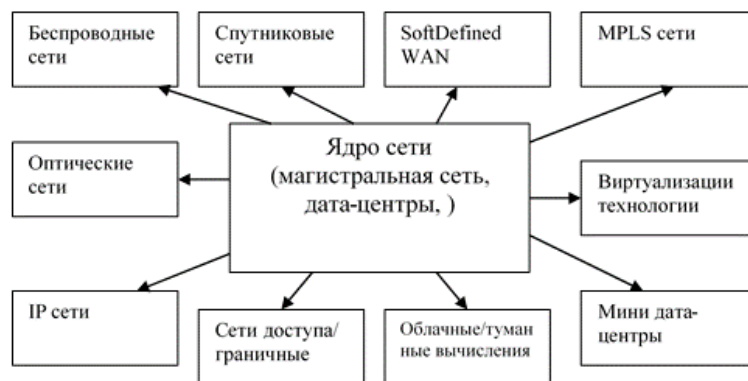 Беспроводные
сети
Спутниковые
сети
SoftDefined
WAN
MPLS сети
Оптические
сети
Ядро сети
(магистральная сеть,
дата-центры, )
Виртуализации
технологии
IP сети
Сети доступа/
граничные
Облачные/туман
ные вычисления
Мини дата-
центры